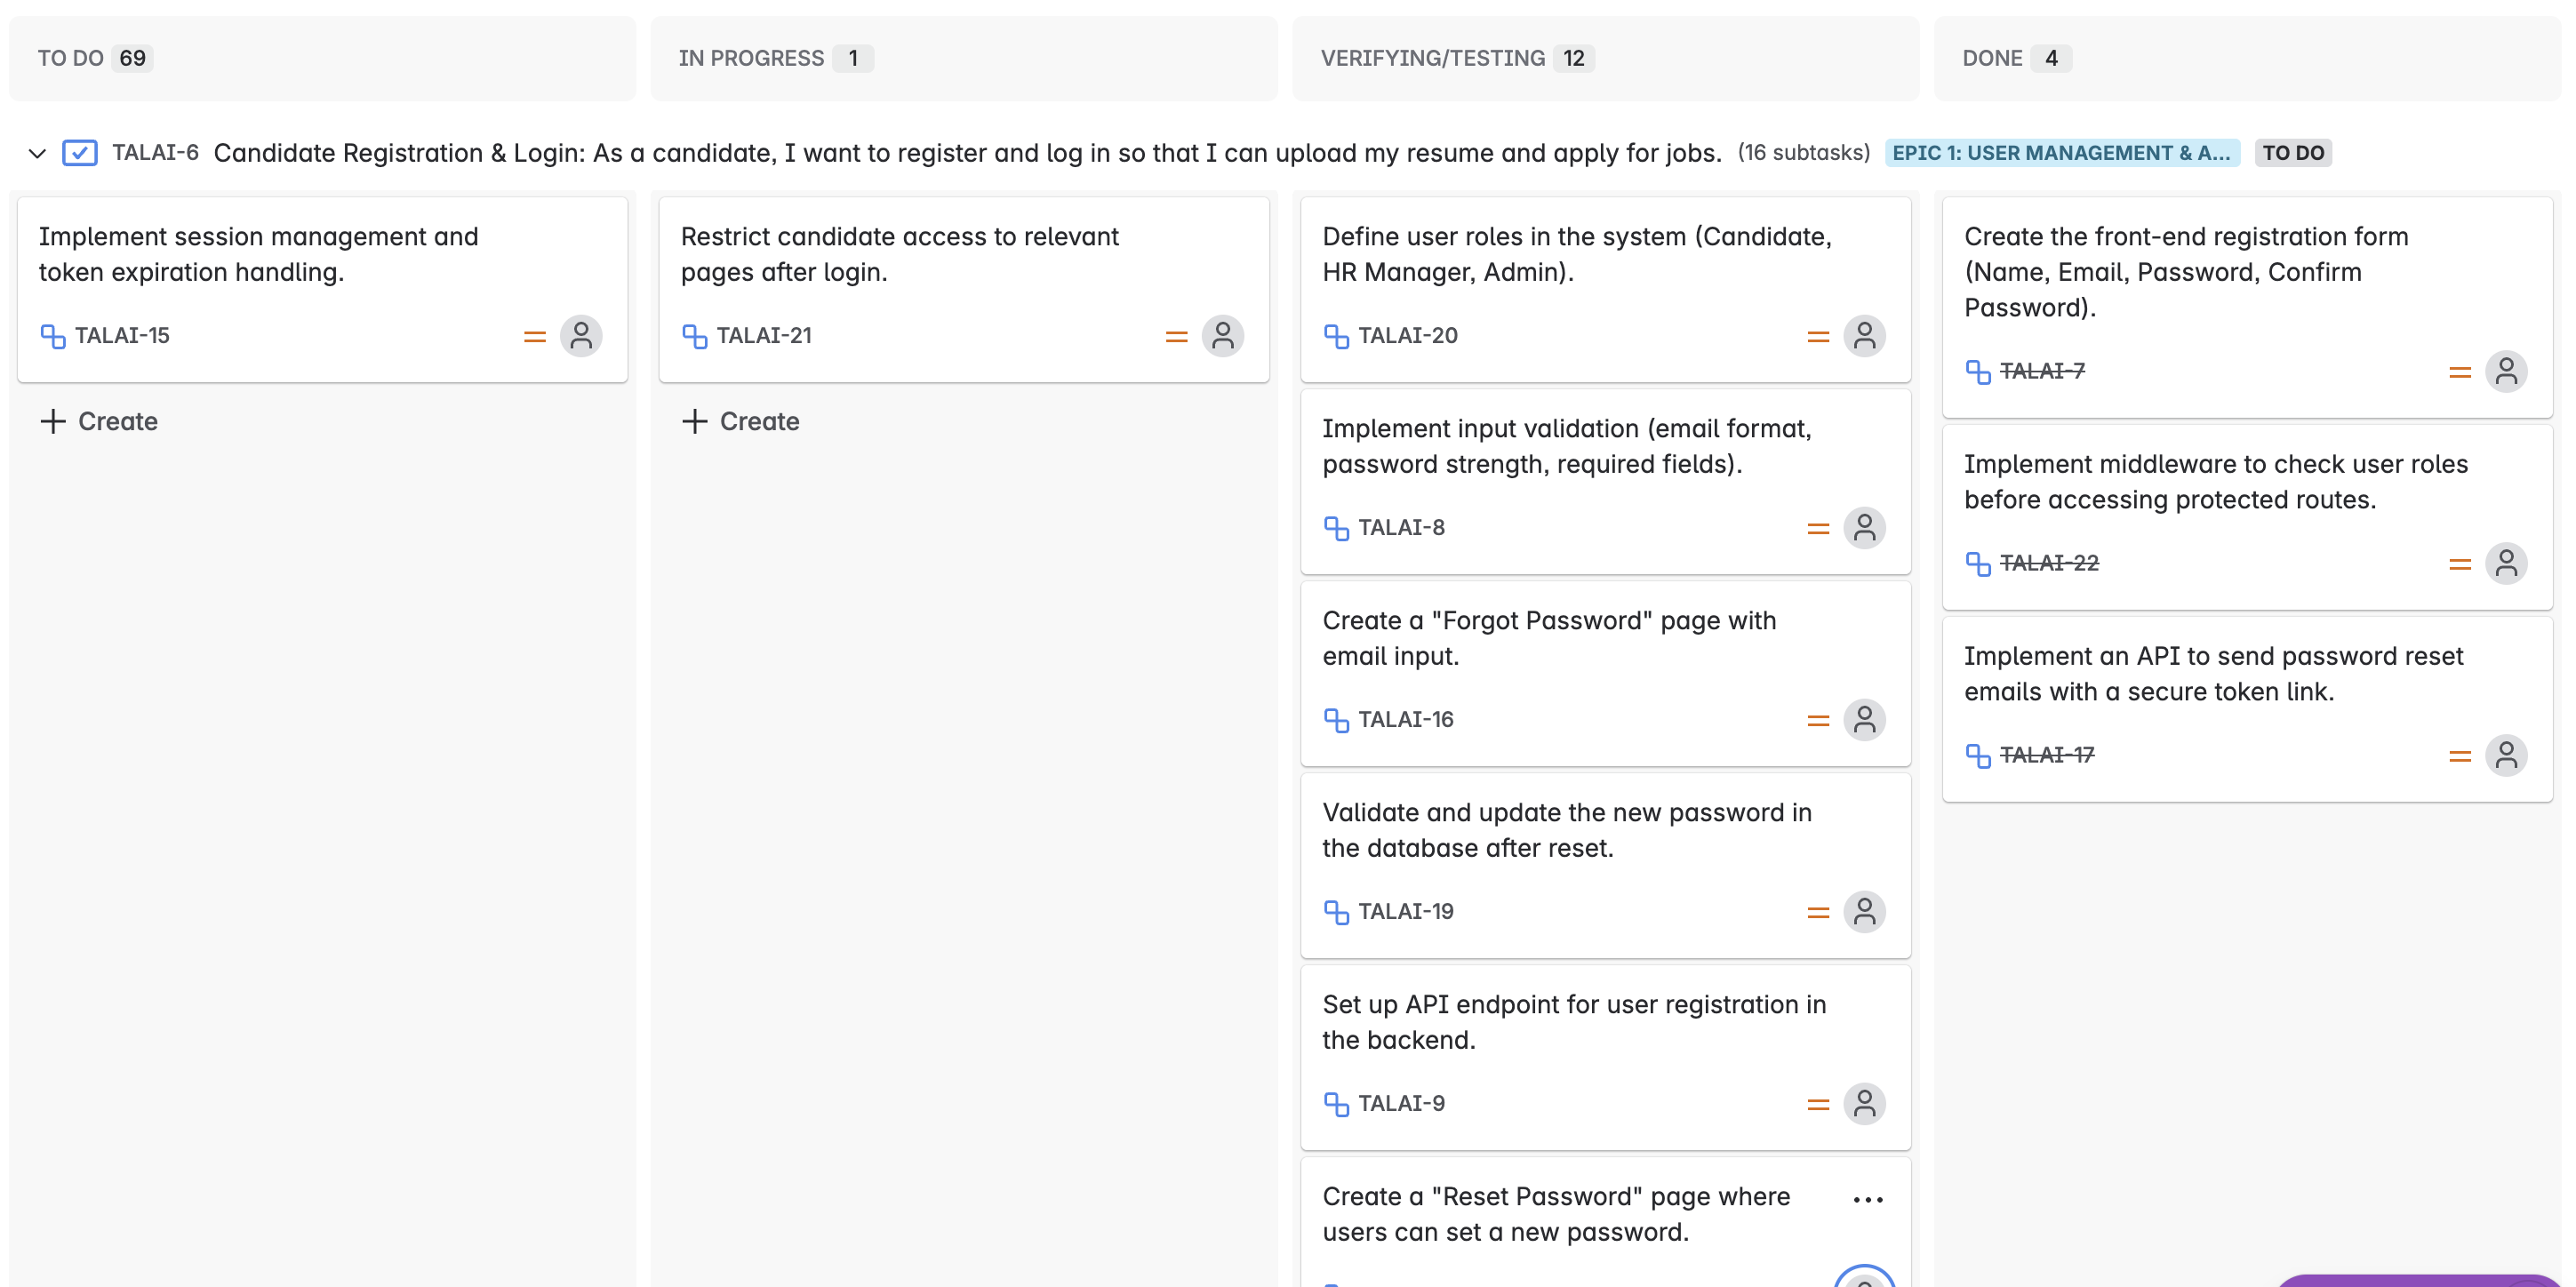 TO DO 69
IN PROGRESS 1
VERIFYING/TESTING 12
DONE 4
TALAI-6 Candidate Registration & Login: As a candidate, I want to register and log in so that I can upload my resume and apply for jobs. (16 subtasks) EPIC 1: USER MANAGEMENT & A... TO DO
Implement session management and
token expiration handling.
TALAI-15
+ Create
Restrict candidate access to relevant
pages after login.
TALAI-21
+ Create
Define user roles in the system (Candidate,
HR Manager, Admin).
TALAI-20
Implement input validation (email format,
password strength, required fields).
TALAI-8
Create a "Forgot Password" page with
email input.
TALAI-16
Validate and update the new password in
the database after reset.
TALAI-19
Set up API endpoint for user registration in
the backend.
TALAI-9
Create a "Reset Password" page where
users can set a new password.
Create the front-end registration form
(Name, Email, Password, Confirm
Password).
TALAI-7
Implement middleware to check user roles
before accessing protected routes.
TALAI-22
Implement an API to send password reset
emails with a secure token link.
TALAI-17